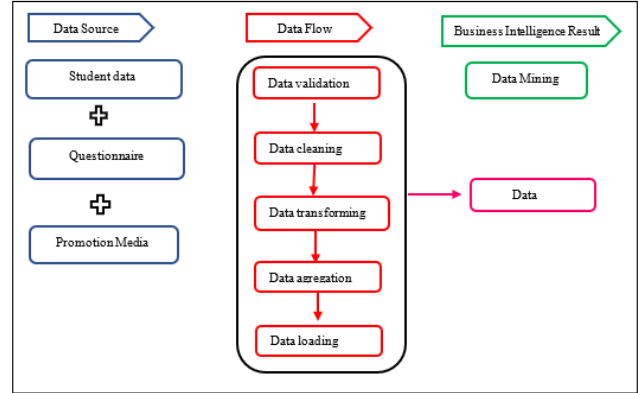 Data Source
Data Flow
Business Intelligence Result
Student data
Questionnaire
Promotion Media
Data validation
Data cleaning
Data transforming
Data agregation
Data loading
Data Mining
Data